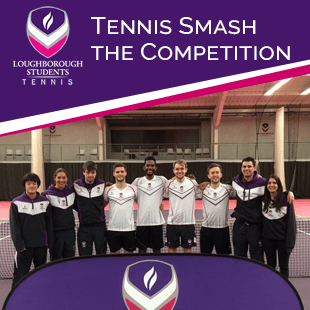 TENNIS SMASH
THE COMPETITION
LOUGHBOROUGH
STUDENTS
TENNIS